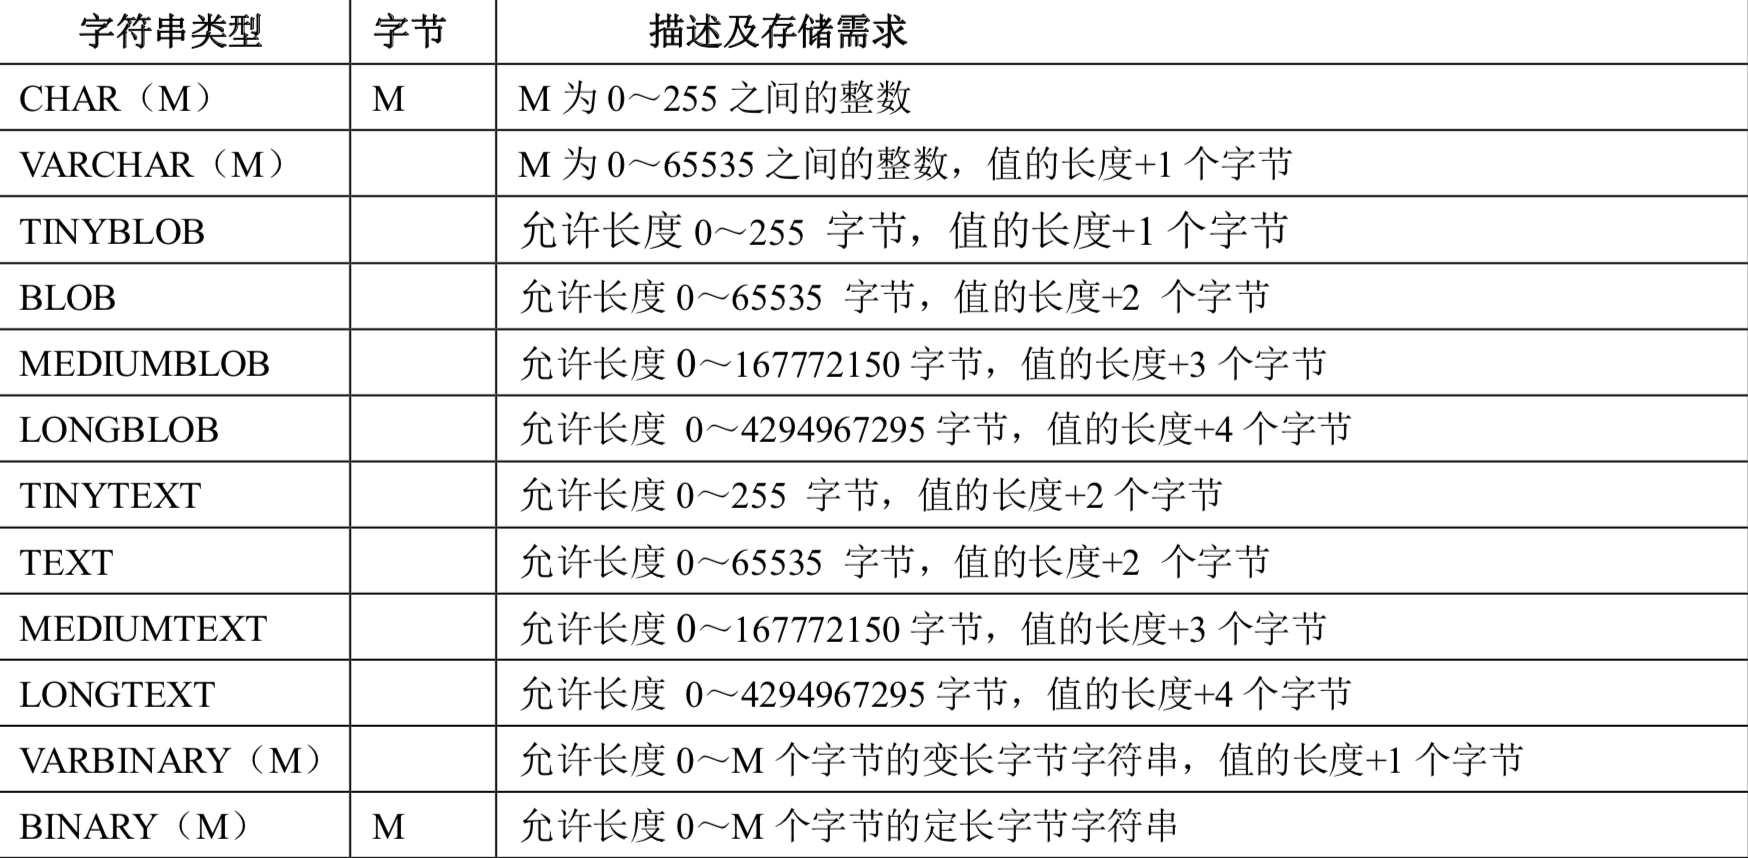 字符串类型 字节 描述及存储需求
CHAR（M） M M 为 0～255 之间的整数
VARCHAR（M） M 为 0～65535 之间的整数，值的长度+1 个字节
TINYBLOB 允许长度 0～255 字节，值的长度+1 个字节
BLOB 允许长度 0～65535 字节，值的长度+2 个字节
MEDIUMBLOB 允许长度 0～167772150 字节，值的长度+3 个字节
LONGBLOB 允许长度 0～4294967295 字节，值的长度+4 个字节
TINYTEXT 允许长度 0～255 字节，值的长度+2 个字节
TEXT 允许长度 0～65535 字节，值的长度+2 个字节
MEDIUMTEXT 允许长度 0～167772150 字节，值的长度+3 个字节
LONGTEXT 允许长度 0～4294967295 字节，值的长度+4 个字节
VARBINARY（M） 允许长度 0～M 个字节的变长字节字符串，值的长度+1 个字节
BINARY（M） M 允许长度 0～M 个字节的定长字节字符串